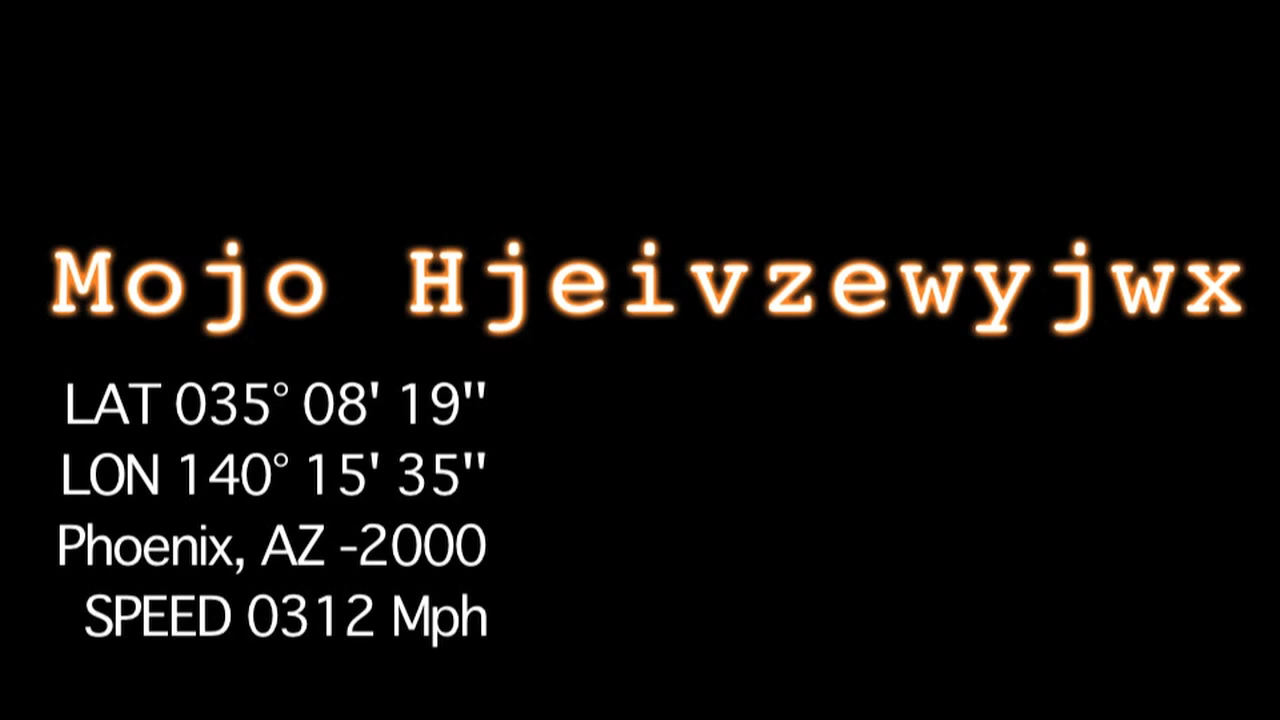 Mojo Hjeivzewyjwx
LAT 035° 08' 19"
LON 140° 15' 35"
Phoenix, AZ -2000
SPEED 0312 Mph